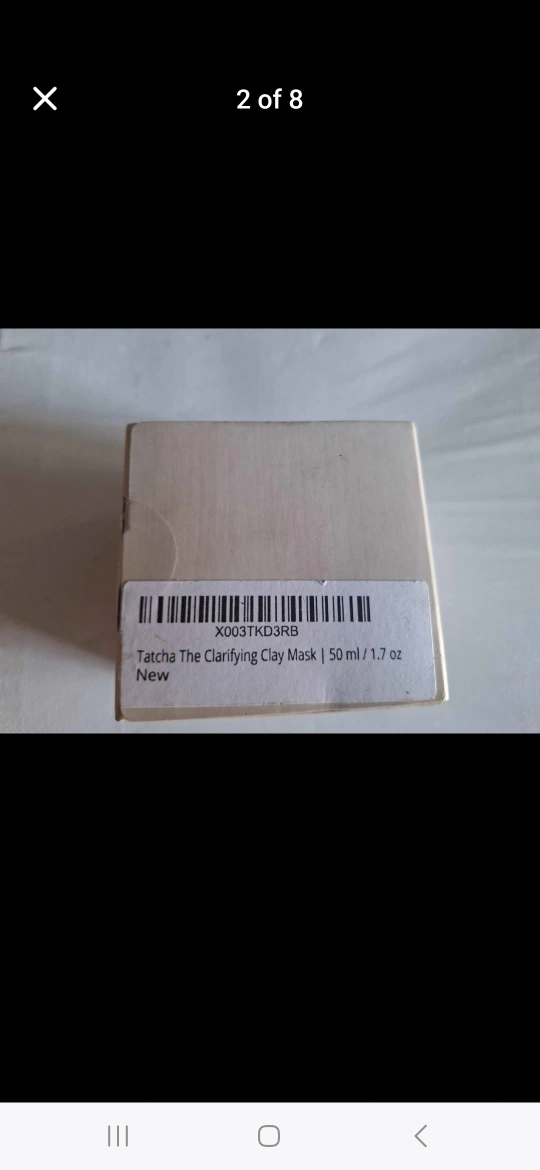 2 of 8
X003TKD3RB
Tatcha The Clarifying Clay Mask | 50 ml / 1.7 oz
New